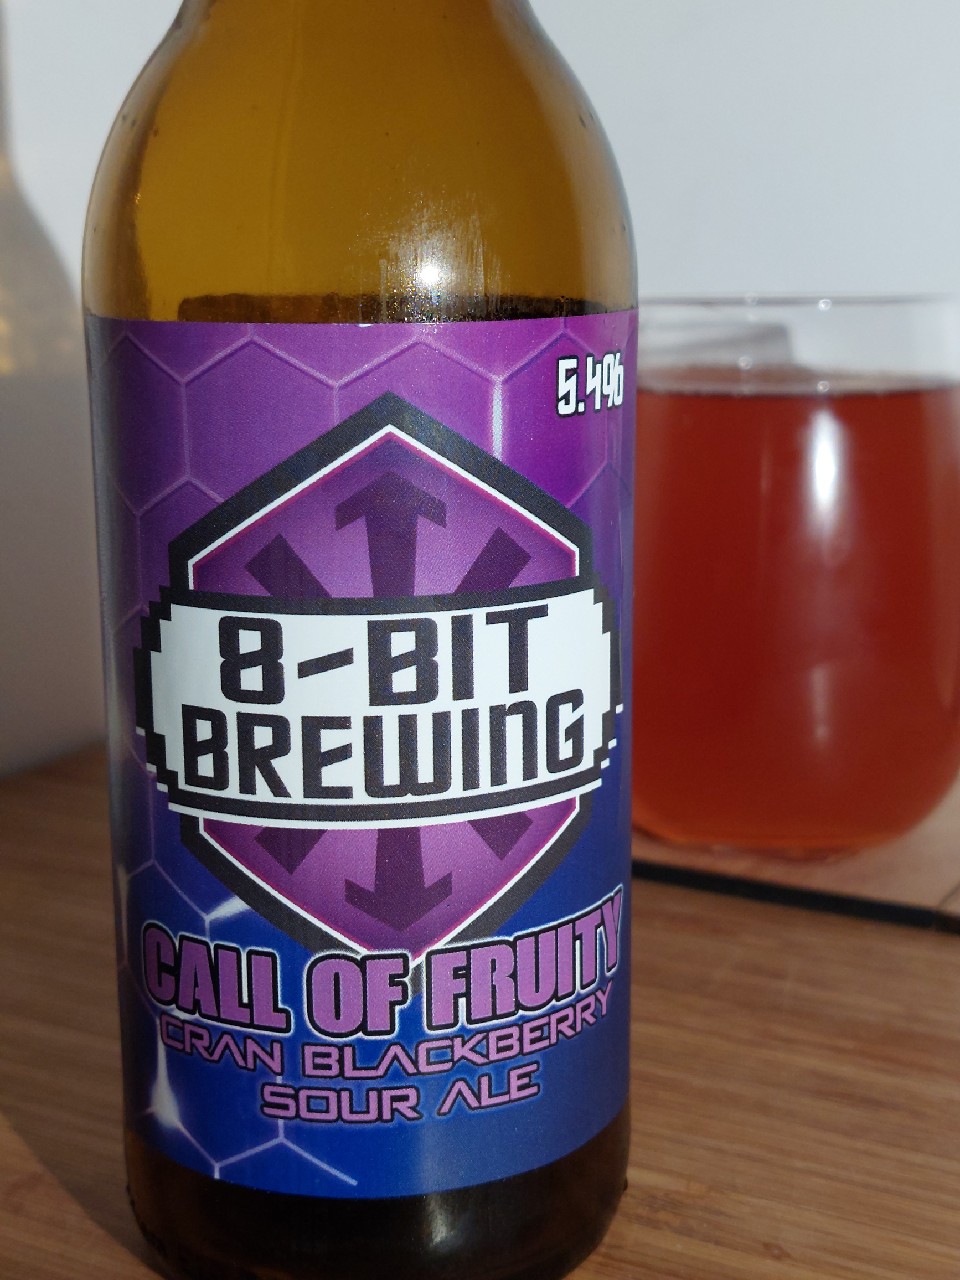 5.4%
8-BIT
BREWING
CALL OF FRUITY
CRAN BLACKBERRY
SOUR ALE